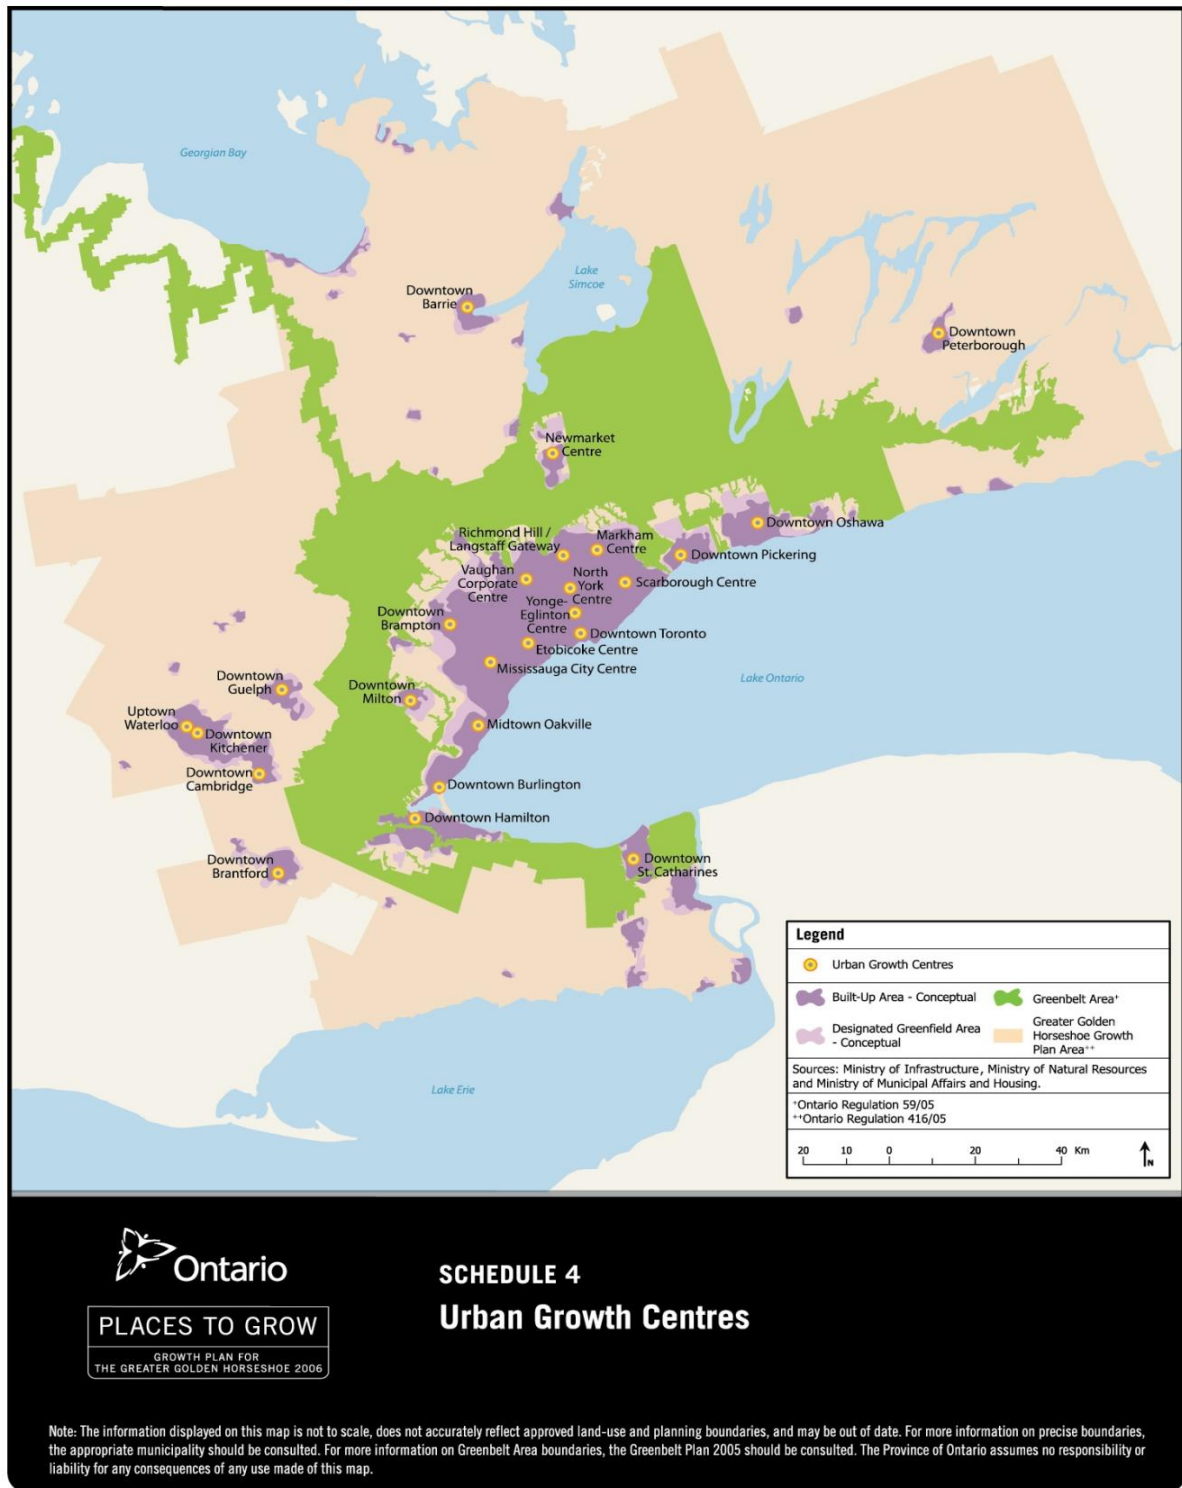 Georgian Bay
Lake
Simcoe
Downtown
Barrie
Downtown
Peterborough
Newmarket
Centre
Downtown Oshawa
Richmond Hill /
Langstaff Gateway
Markham
Centre
Downtown Pickering
Vaughan
Corporate
Centre
North
York
Centre
Scarborough Centre
Yonge-
Eglinton
Centre
Downtown
Brampton
Downtown Toronto
Etobicoke Centre
Mississauga City Centre
Lake Ontario
Downtown
Guelph
Downtown
Milton
Uptown
Waterloo
Downtown
Kitchener
Midtown Oakville
Downtown
Cambridge
Downtown Burlington
Downtown Hamilton
Downtown
Brantford
Downtown
St. Catharines
Lake Erie
Legend
Urban Growth Centres
Built-Up Area - Conceptual
Greenbelt Area+
Designated Greenfield Area
- Conceptual
Greater Golden
Horseshoe Growth
Plan Area++
Sources: Ministry of Infrastructure, Ministry of Natural Resources
and Ministry of Municipal Affairs and Housing.
+Ontario Regulation 59/05
++Ontario Regulation 416/05
20 10 0 20 40 Km
N
Ontario
PLACES TO GROW
GROWTH PLAN FOR
THE GREATER GOLDEN HORSESHOE 2006
SCHEDULE 4
Urban Growth Centres
Note: The information displayed on this map is not to scale, does not accurately reflect approved land-use and planning boundaries, and may be out of date. For more information on precise boundaries,
the appropriate municipality should be consulted. For more information on Greenbelt Area boundaries, the Greenbelt Plan 2005 should be consulted. The Province of Ontario assumes no responsibility or
liability for any consequences of any use made of this map.